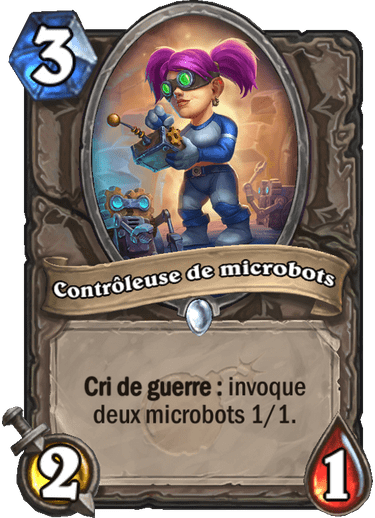 3
Contrôleuse de microbots
Cri de guerre : invoque
deux microbots 1/1.
2
1